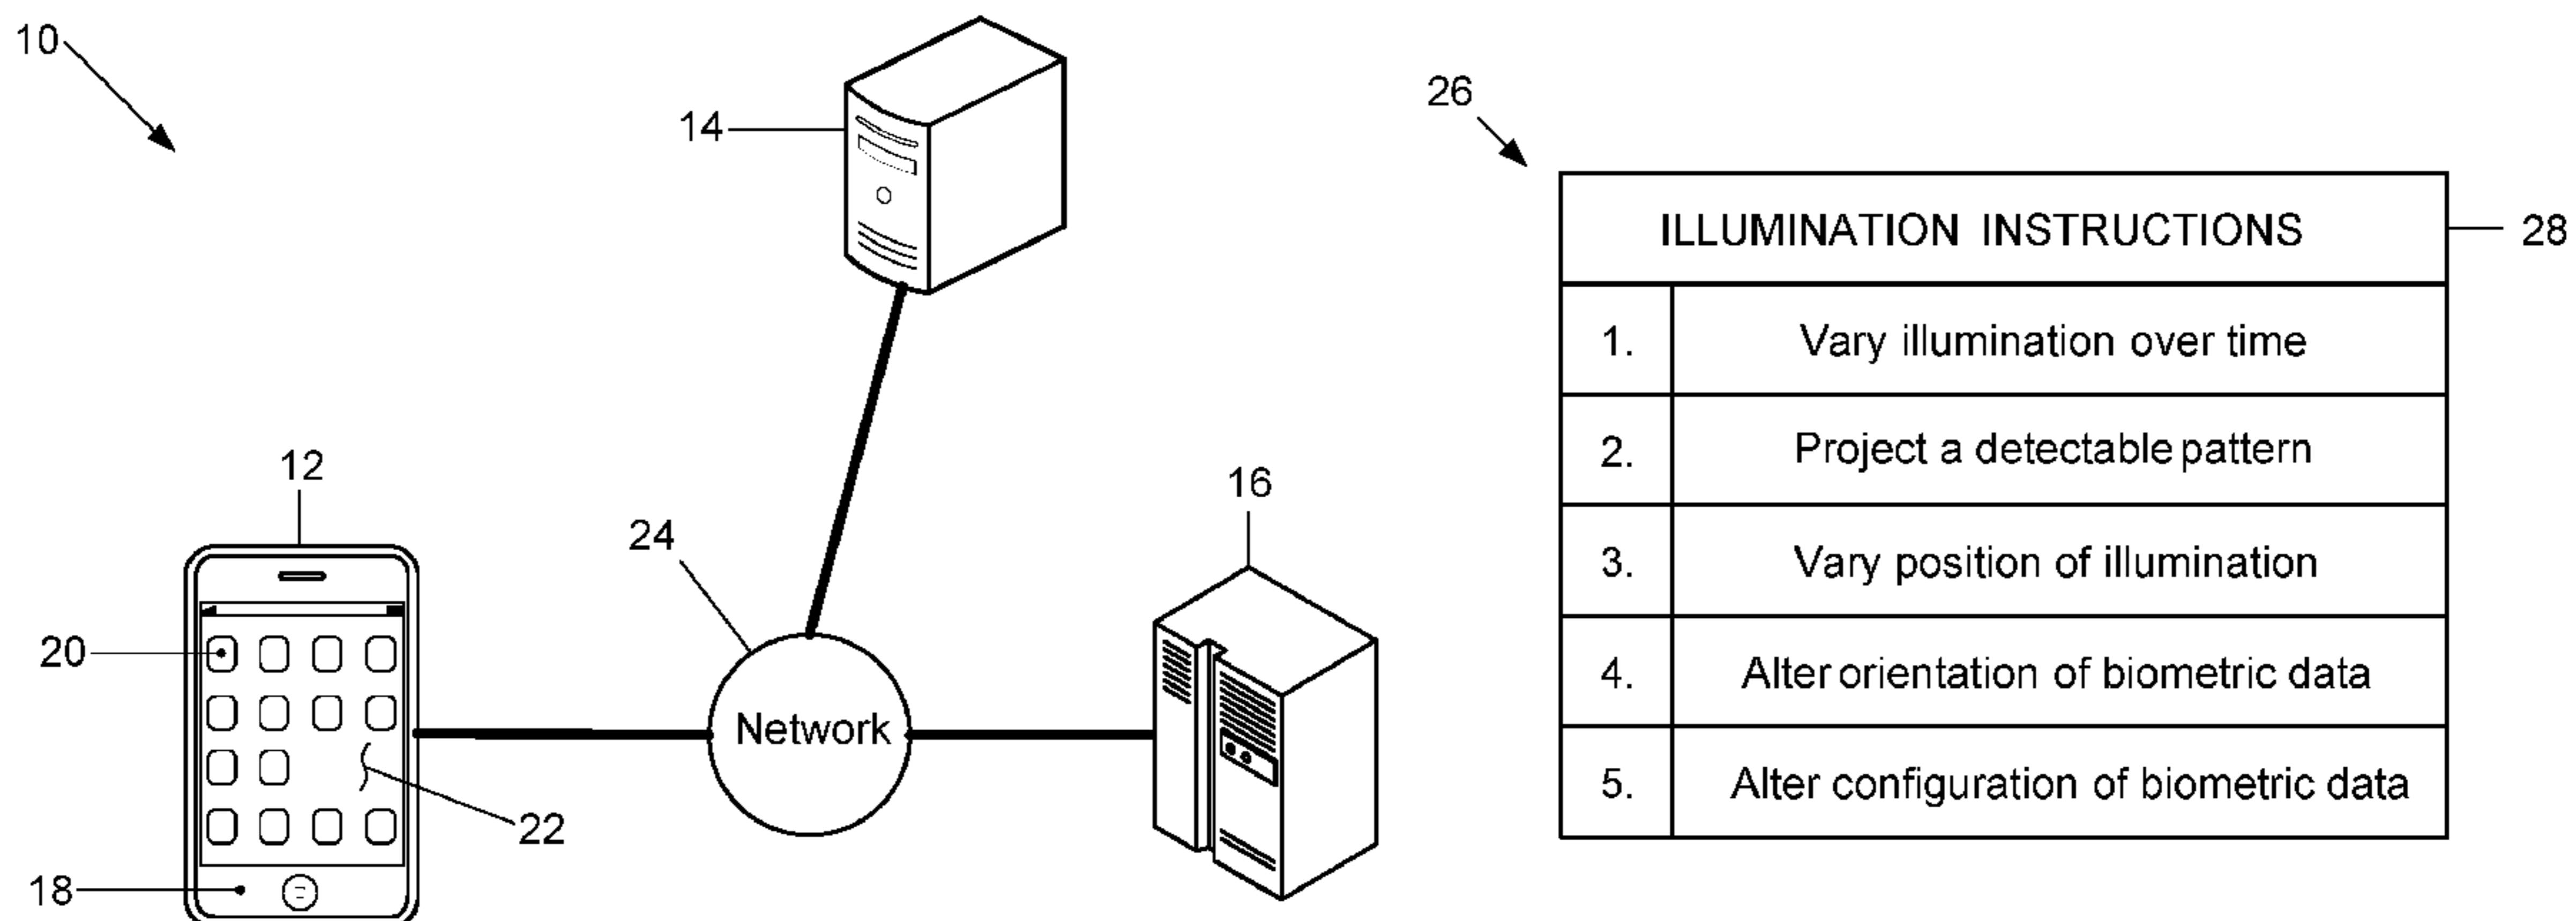 10
14
26
ILLUMINATION INSTRUCTIONS
28
1. Vary illumination over time
2. Project a detectable pattern
3. Vary position of illumination
4. Alter orientation of biometric data
5. Alter configuration of biometric data
12
24
16
20
Network
22
18